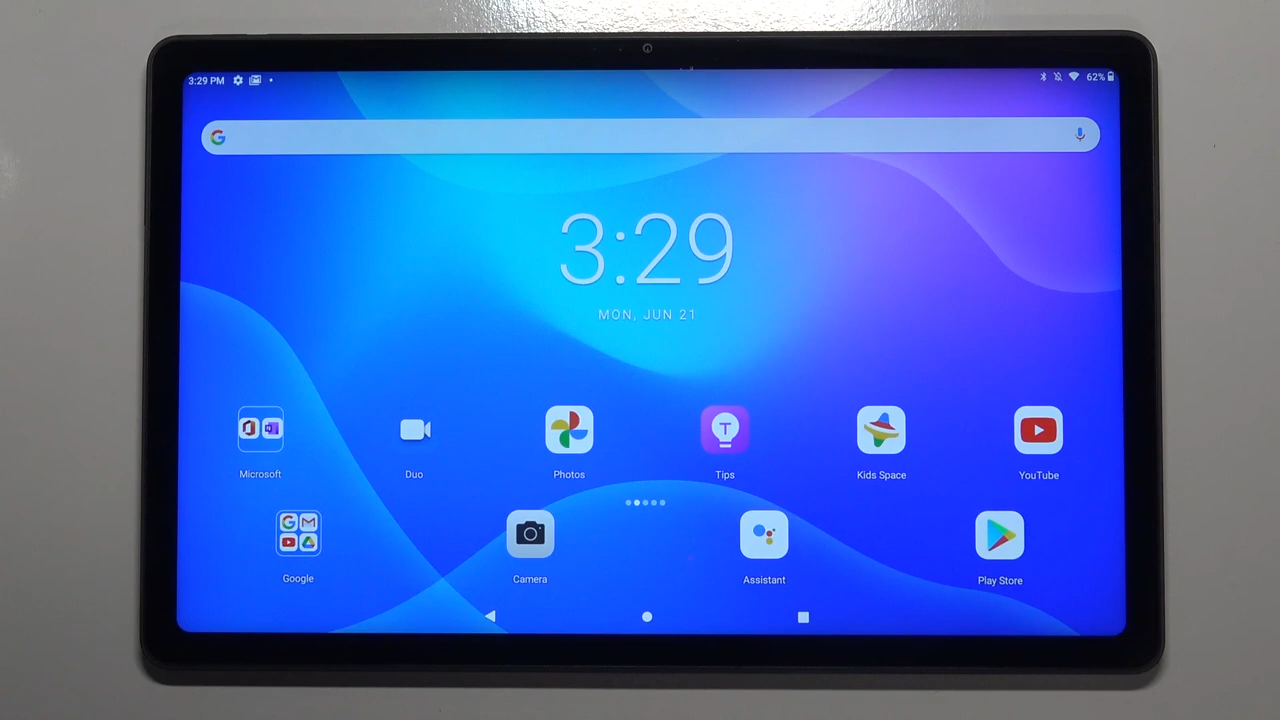 3:29 PM 62%
3:29
MON, JUN 21
T
Microsoft Duo Photos Tips Kids Space YouTube
Google Camera Assistant Play Store